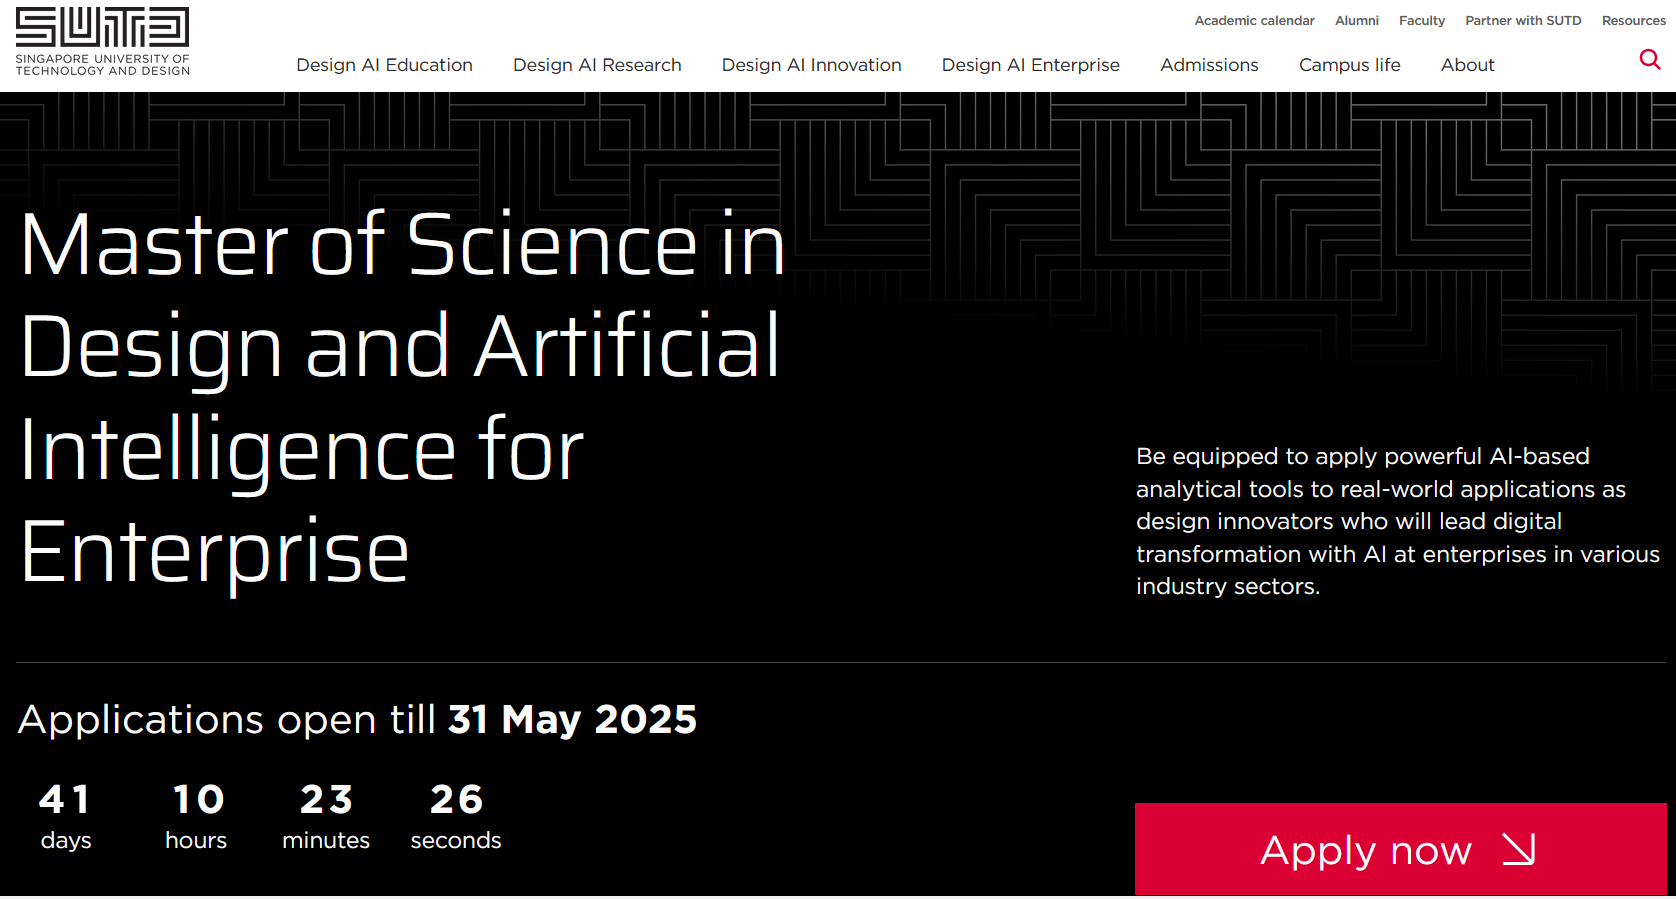 SUTD
SINGAPORE UNIVERSITY OF
TECHNOLOGY AND DESIGN
Academic calendar Alumni Faculty Partner with SUTD Resources
Design AI Education Design AI Research Design AI Innovation Design AI Enterprise Admissions Campus life About
Master of Science in
Design and Artificial
Intelligence for
Enterprise
Be equipped to apply powerful AI-based
analytical tools to real-world applications as
design innovators who will lead digital
transformation with AI at enterprises in various
industry sectors.
Applications open till 31 May 2025
41 10 23 26
days hours minutes seconds
Apply now